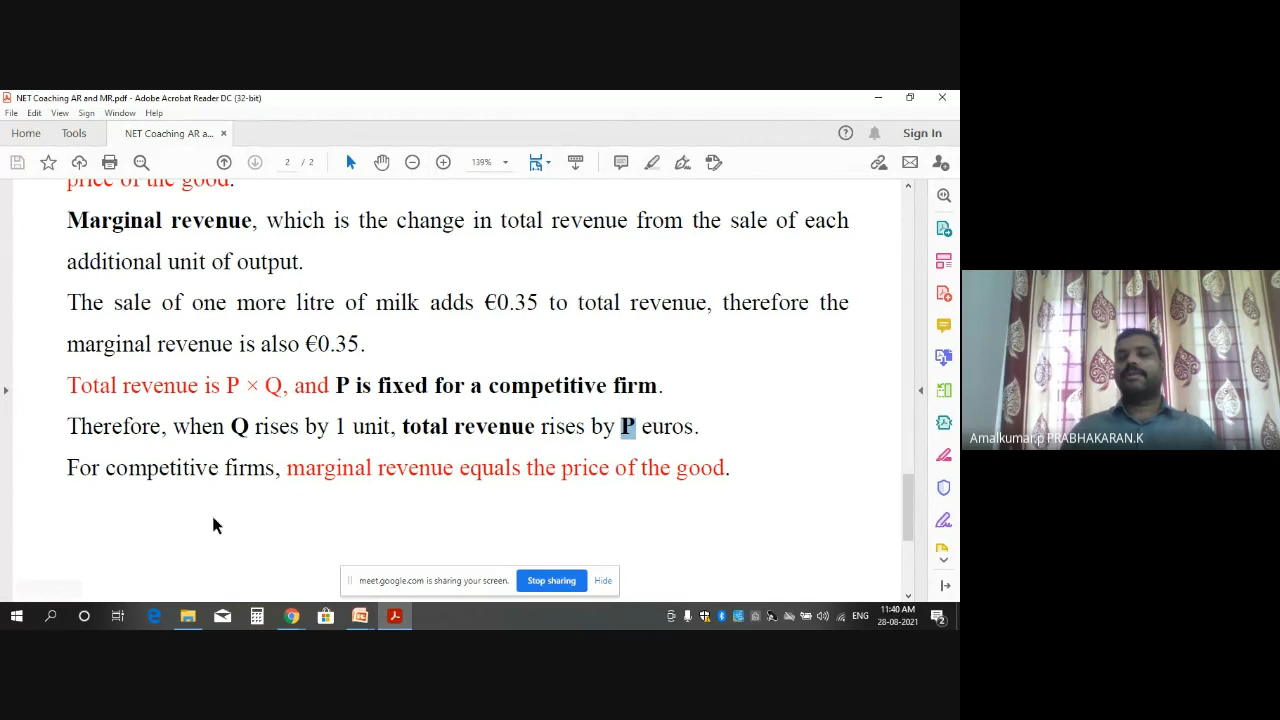 NET Coaching AR and MR.pdf - Adobe Acrobat Reader DC (32-bit)
File Edit View Sign Window Help
Home Tools NET Coaching AR a... × Sign In
2 / 2 139%
price of the good.
Marginal revenue, which is the change in total revenue from the sale of each
additional unit of output.
The sale of one more litre of milk adds €0.35 to total revenue, therefore the
marginal revenue is also €0.35.
Total revenue is P × Q, and P is fixed for a competitive firm.
Therefore, when Q rises by 1 unit, total revenue rises by P euros.
For competitive firms, marginal revenue equals the price of the good.
Amalkumar.p PRABHAKARAN.K
meet.google.com is sharing your screen. Stop sharing Hide
ENG 11:40 AM
28-08-2021 2